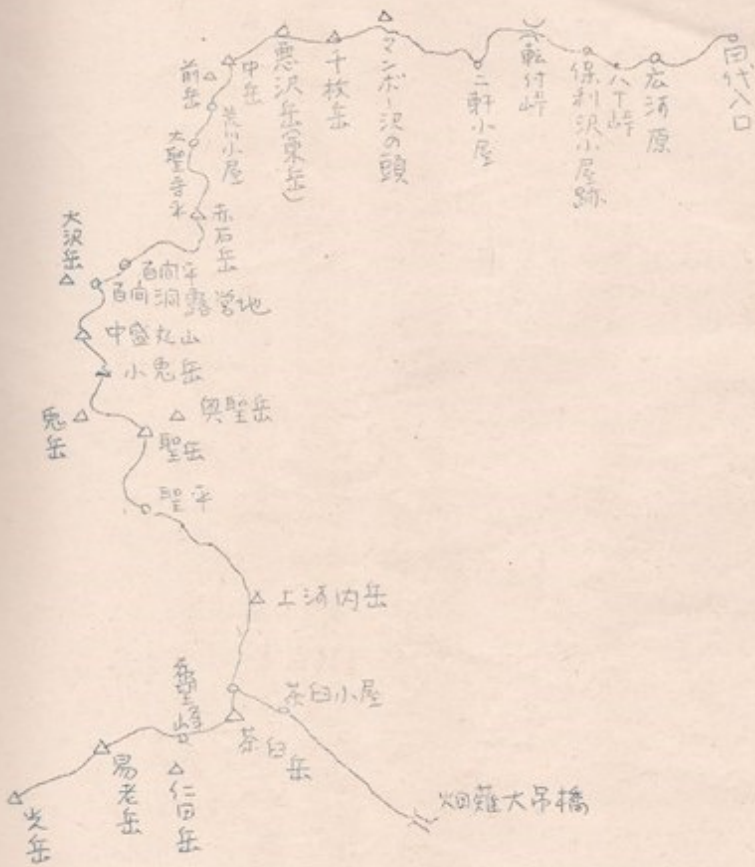 田代入口
広河原
八丁峠
保利沢小屋跡
転付峠
二軒小屋
マンボー沢の頭
千枚岳
悪沢岳(東岳)
中岳
前岳
荒川小屋
大聖寺平
赤石岳
百間平
百間洞露営地
大沢岳
中盛丸山
小兎岳
兎岳
奥聖岳
聖岳
聖平
上河内岳
茶臼小屋
茶臼岳
畑薙大吊橋
仁田岳
易老岳
光岳